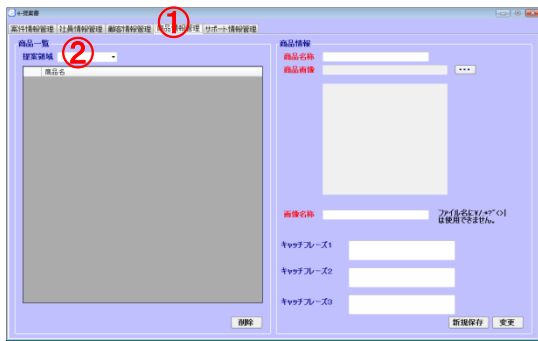 e-提案書
案件情報管理 社員情報管理 顧客情報管理 商品情報管理 サポート情報管理
①
商品一覧
提案領域
②
商品名
削除
商品情報
商品名称
商品画像
...
画像名称
ファイル名に¥/:*?"<>|
は使用できません。
キャッチフレーズ1
キャッチフレーズ2
キャッチフレーズ3
新規保存 変更